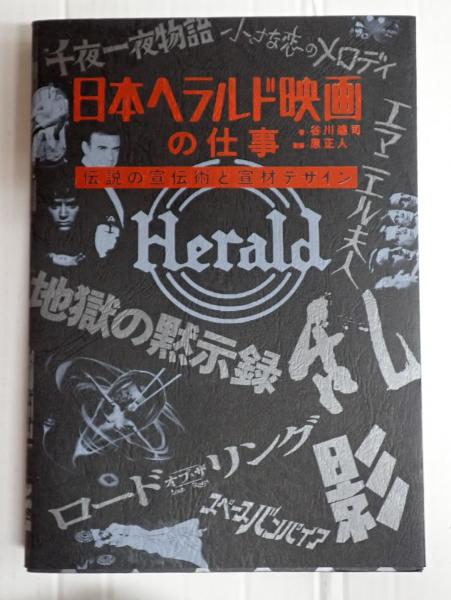 千夜一夜物語
小さな恋のメロディ
日本ヘラルド映画
の仕事
著 谷川建司
監修 原正人
伝説の宣伝術と宣材デザイン
エマニエル夫人
Herald
地獄の黙示録
乱
ロード・オブ・ザ・リング
スペースバンパイア
影